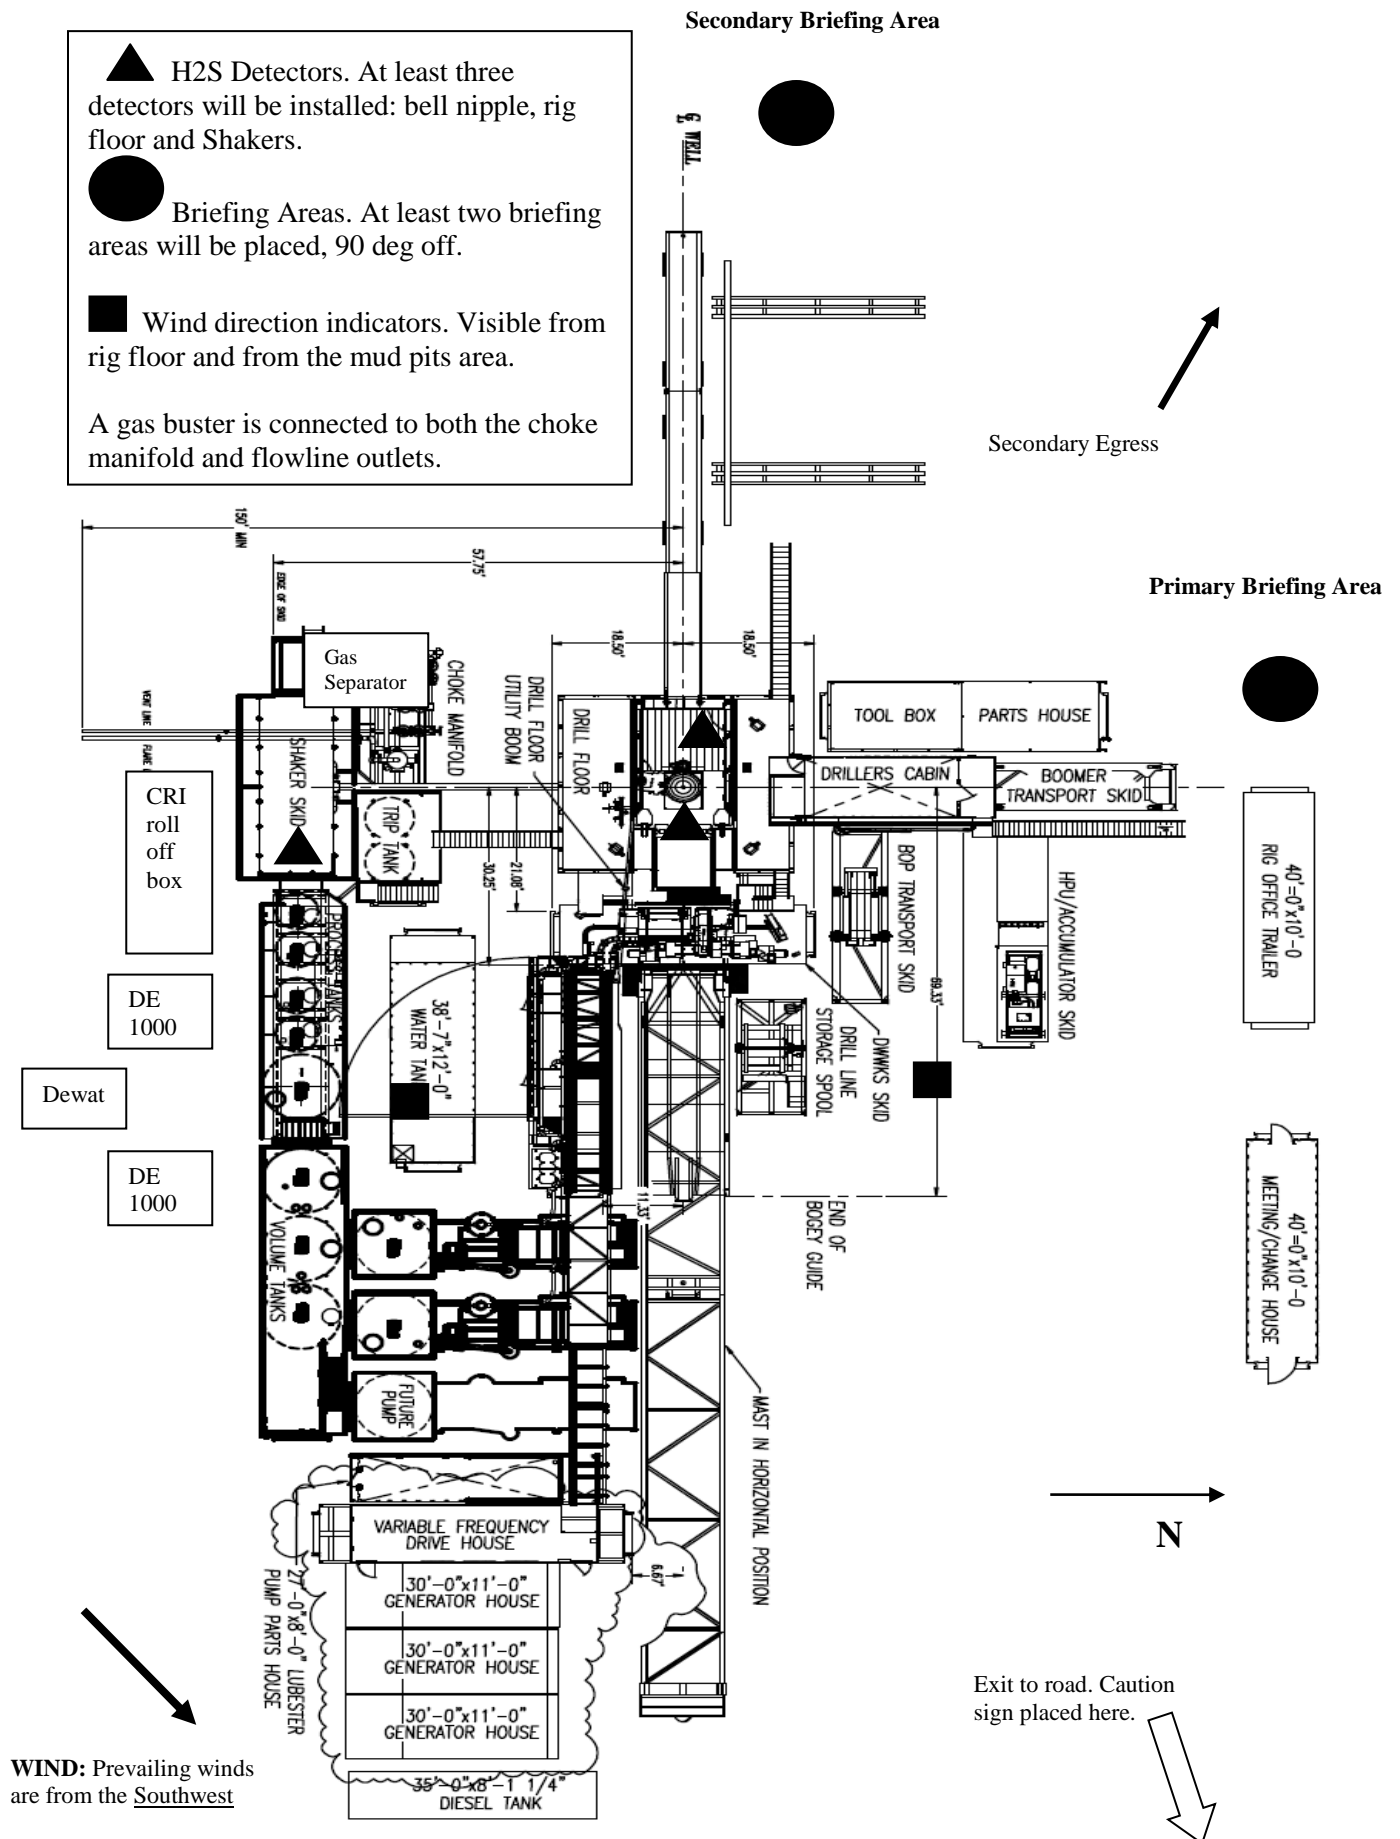 Secondary Briefing Area
H2S Detectors. At least three
detectors will be installed: bell nipple, rig
floor and Shakers.
Briefing Areas. At least two briefing
areas will be placed, 90 deg off.
Wind direction indicators. Visible from
rig floor and from the mud pits area.
A gas buster is connected to both the choke
manifold and flowline outlets.
℄ WELL
Secondary Egress
150' MIN
57.75'
EDGE OF SKID
Primary Briefing Area
18.50'
18.50'
Gas
Separator
CHOKE MANIFOLD
DRILL FLOOR
UTILITY BOOM
DRILL FLOOR
TOOL BOX
PARTS HOUSE
VENT LINE
SHAKER SKID
DRILLERS CABIN
BOOMER
TRANSPORT SKID
CRI
roll
off
box
TRIP TANK
30.25'
21.08'
BOP TRANSPORT SKID
HPU/ACCUMULATOR SKID
40'=0"x10'-0
RIG OFFICE TRAILER
DE
1000
38'-7"x12'-0"
WATER
69.33'
DRILL LINE
STORAGE SPOOL
DWWKS SKID
Dewat
DE
1000
VOLUME TANKS
11.33'
END OF
BOGEY GUIDE
40'=0"x10'-0
MEETING/CHANGE HOUSE
FUTURE
PUMP
MAST IN HORIZONTAL POSITION
N
VARIABLE FREQUENCY
DRIVE HOUSE
6.67'
27'-0"x8'-0" LUBESTER
PUMP PARTS HOUSE
30'-0"x11'-0"
GENERATOR HOUSE
30'-0"x11'-0"
GENERATOR HOUSE
30'-0"x11'-0"
GENERATOR HOUSE
Exit to road. Caution
sign placed here.
WIND: Prevailing winds
are from the Southwest
35'-0"x8'-1 1/4"
DIESEL TANK